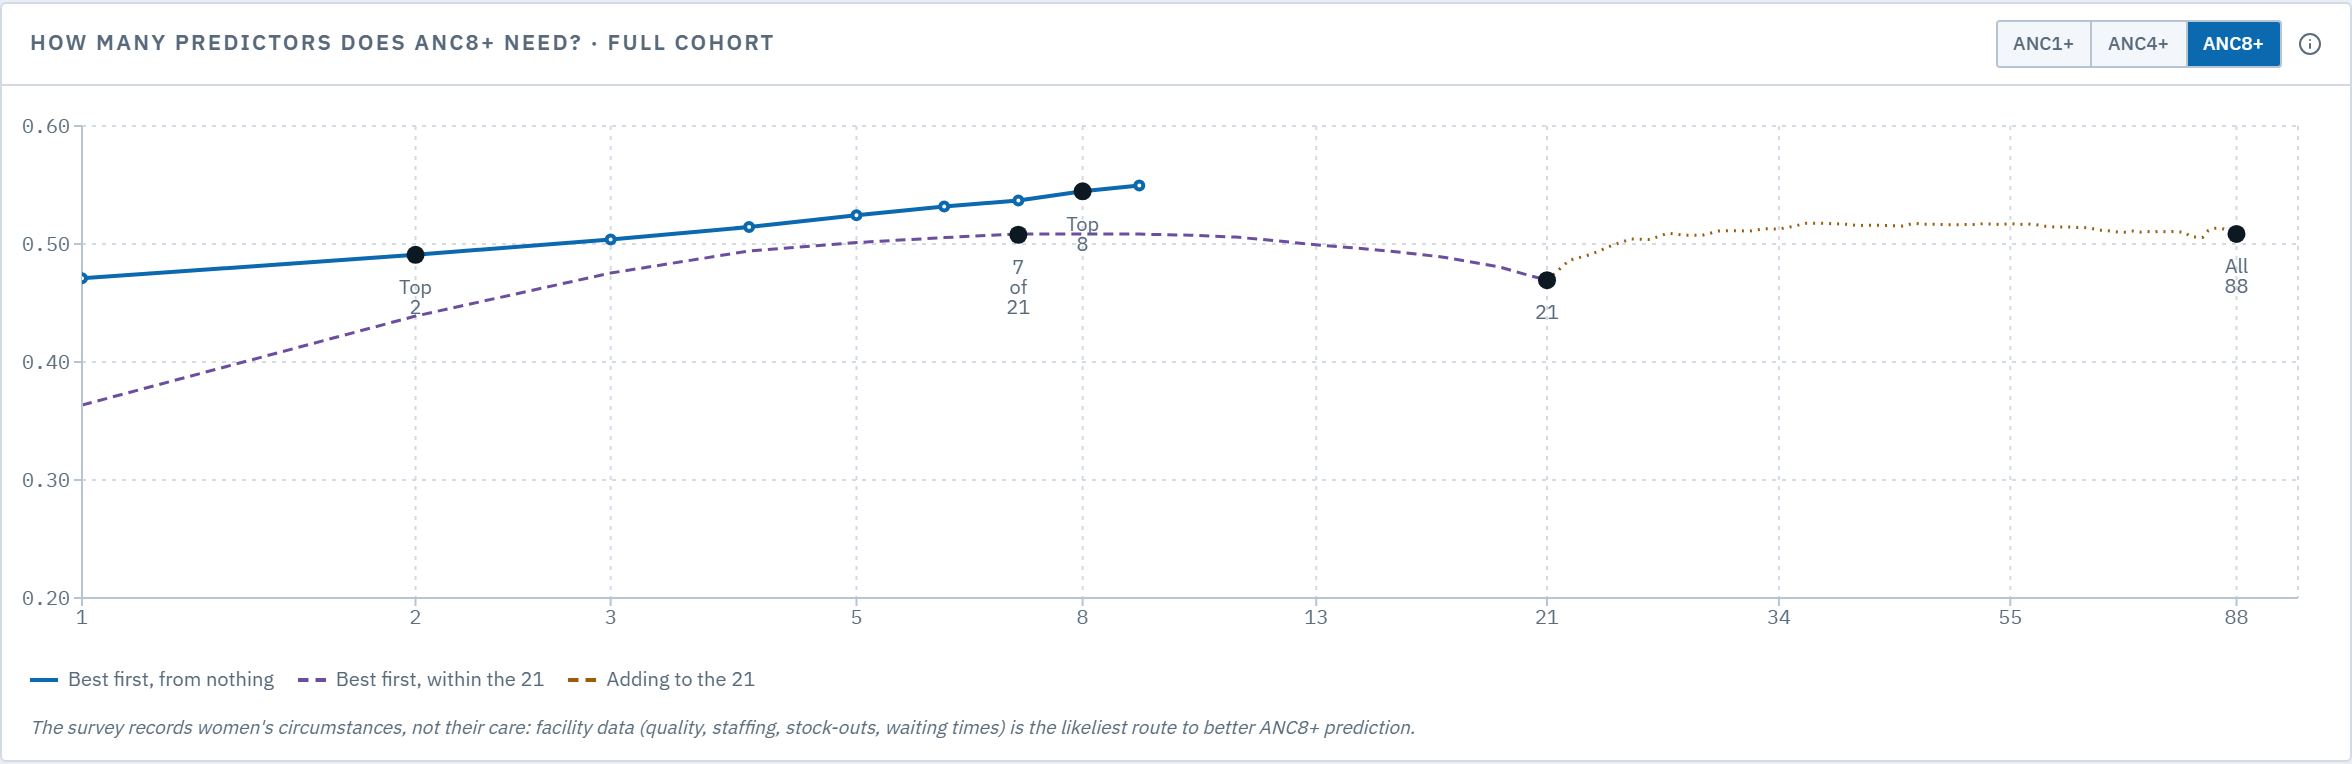 HOW MANY PREDICTORS DOES ANC8+ NEED? · FULL COHORT
ANC1+ ANC4+ ANC8+
0.60
0.50
0.40
0.30
0.20
Top
2
7
of
21
Top
8
21
All
88
1 2 3 5 8 13 21 34 55 88
Best first, from nothing Best first, within the 21 Adding to the 21
The survey records women's circumstances, not their care: facility data (quality, staffing, stock-outs, waiting times) is the likeliest route to better ANC8+ prediction.